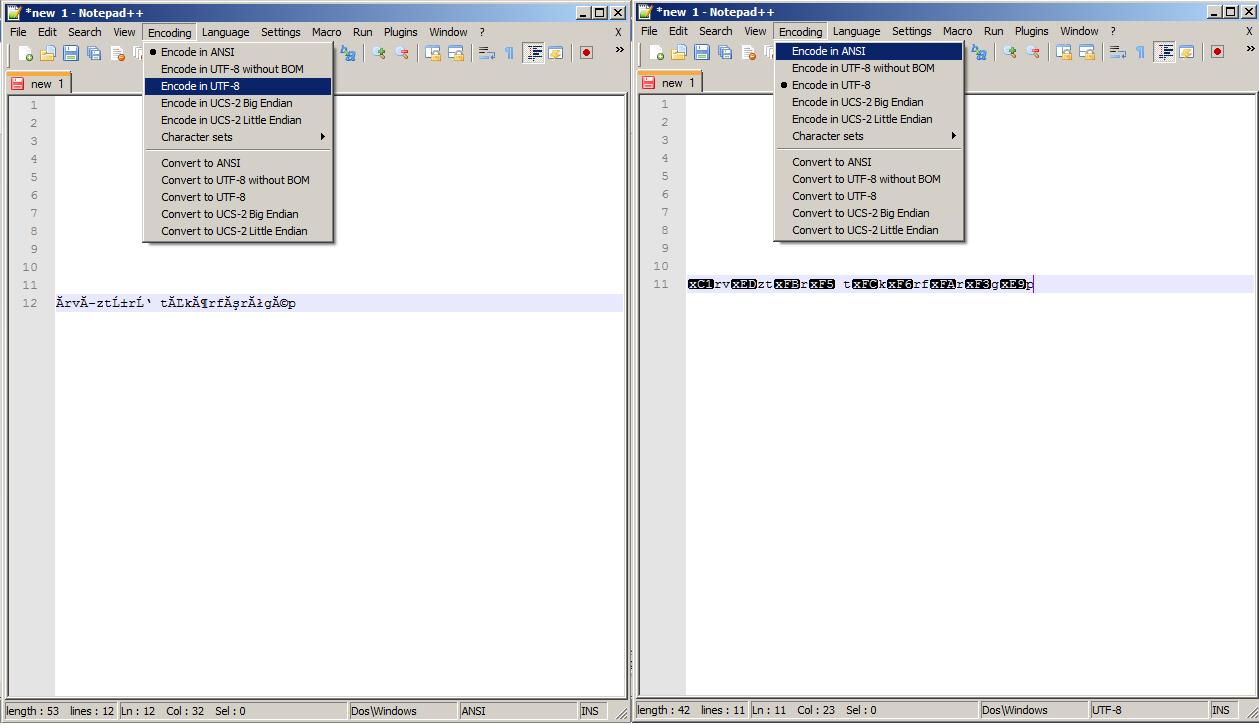 *new 1 - Notepad++
File Edit Search View Encoding Language Settings Macro Run Plugins Window ? X
»
new 1
Encode in ANSI
Encode in UTF-8 without BOM
Encode in UTF-8
Encode in UCS-2 Big Endian
Encode in UCS-2 Little Endian
Character sets
Convert to ANSI
Convert to UTF-8 without BOM
Convert to UTF-8
Convert to UCS-2 Big Endian
Convert to UCS-2 Little Endian
1
2
3
4
5
6
7
8
9
10
11
12 ĂrvĂ-ztĹ±rĹ‘ tĂĽkĂ¶rfĂşrĂłgĂ©p
length : 53 lines : 12 Ln : 12 Col : 32 Sel : 0 Dos\Windows ANSI INS
*new 1 - Notepad++
File Edit Search View Encoding Language Settings Macro Run Plugins Window ? X
»
new 1
Encode in ANSI
Encode in UTF-8 without BOM
Encode in UTF-8
Encode in UCS-2 Big Endian
Encode in UCS-2 Little Endian
Character sets
Convert to ANSI
Convert to UTF-8 without BOM
Convert to UTF-8
Convert to UCS-2 Big Endian
Convert to UCS-2 Little Endian
1
2
3
4
5
6
7
8
9
10
11 xC1rvxEDztxFBrxF5 txFCkxF6rfxFArxF3gxE9p
length : 42 lines : 11 Ln : 11 Col : 23 Sel : 0 Dos\Windows UTF-8 INS